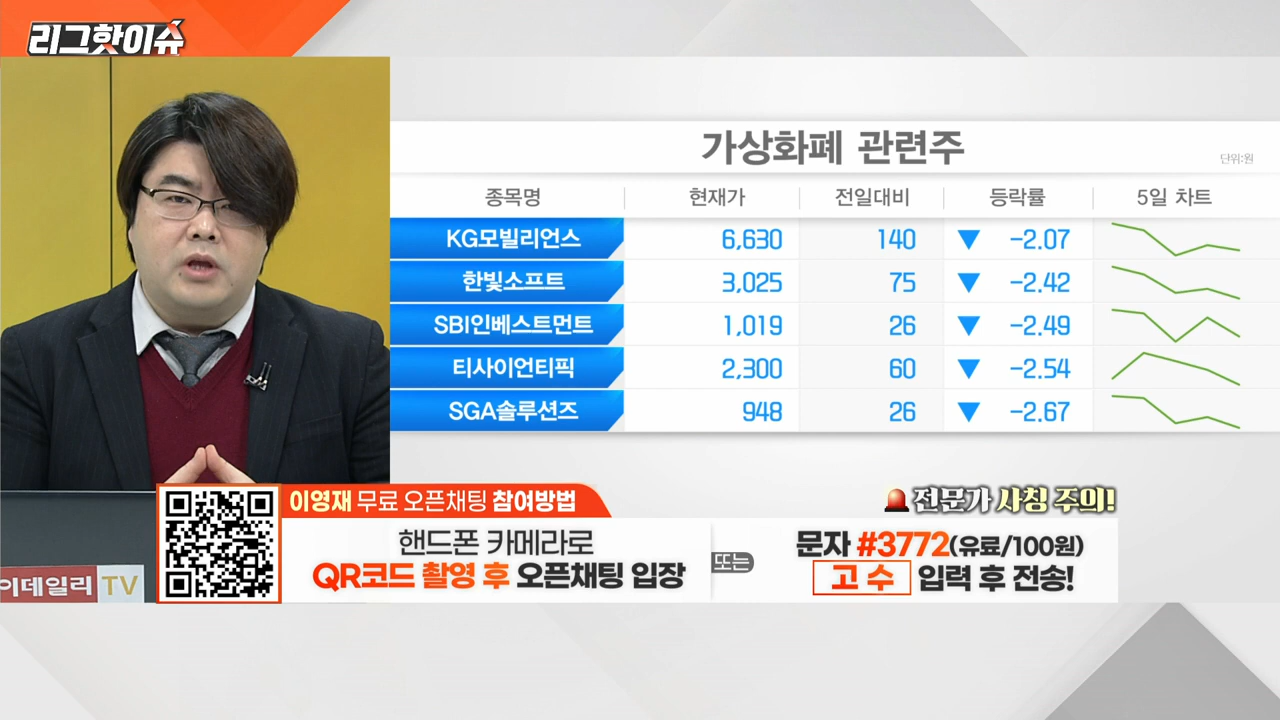 리그핫이슈
가상화폐 관련주
단위:원
종목명 현재가 전일대비 등락률 5일 차트
KG모빌리언스 6,630 140 ▼ -2.07
한빛소프트 3,025 75 ▼ -2.42
SBI인베스트먼트 1,019 26 ▼ -2.49
티사이언티픽 2,300 60 ▼ -2.54
SGA솔루션즈 948 26 ▼ -2.67
이영재 무료 오픈채팅 참여방법
전문가 사칭 주의!
핸드폰 카메라로
QR코드 촬영 후 오픈채팅 입장
또는
문자 #3772(유료/100원)
고 수 입력 후 전송!
이데일리 TV